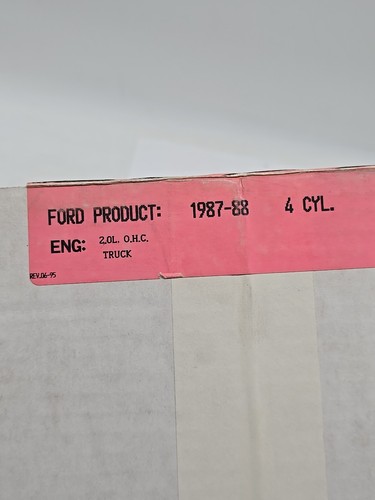 FORD PRODUCT: 1987-88 4 CYL.
ENG: 2.0L. O.H.C.
TRUCK
REV.06-95